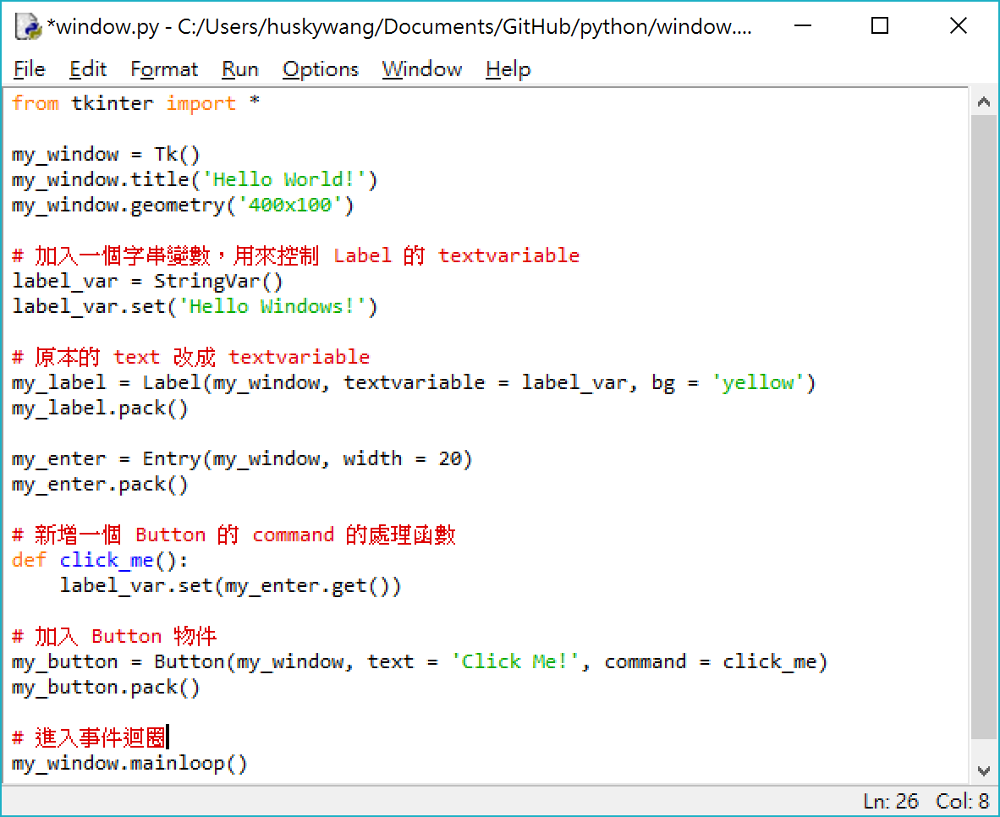 *window.py - C:/Users/huskywang/Documents/GitHub/python/window....
File Edit Format Run Options Window Help
from tkinter import *

my_window = Tk()
my_window.title('Hello World!')
my_window.geometry('400x100')

# 加入一個字串變數，用來控制 Label 的 textvariable
label_var = StringVar()
label_var.set('Hello Windows!')

# 原本的 text 改成 textvariable
my_label = Label(my_window, textvariable = label_var, bg = 'yellow')
my_label.pack()

my_enter = Entry(my_window, width = 20)
my_enter.pack()

# 新增一個 Button 的 command 的處理函數
def click_me():
    label_var.set(my_enter.get())

# 加入 Button 物件
my_button = Button(my_window, text = 'Click Me!', command = click_me)
my_button.pack()

# 進入事件迴圈
my_window.mainloop()
Ln: 26 Col: 8